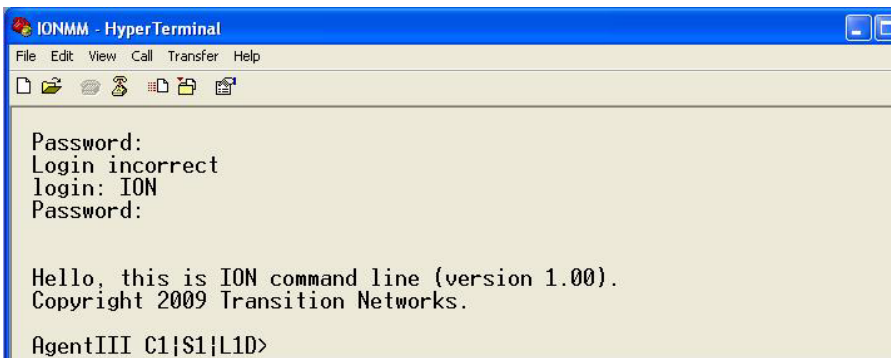 IONMM - HyperTerminal
File Edit View Call Transfer Help
Password:
Login incorrect
login: ION
Password:
Hello, this is ION command line (version 1.00).
Copyright 2009 Transition Networks.
AgentIII C1|S1|L1D>